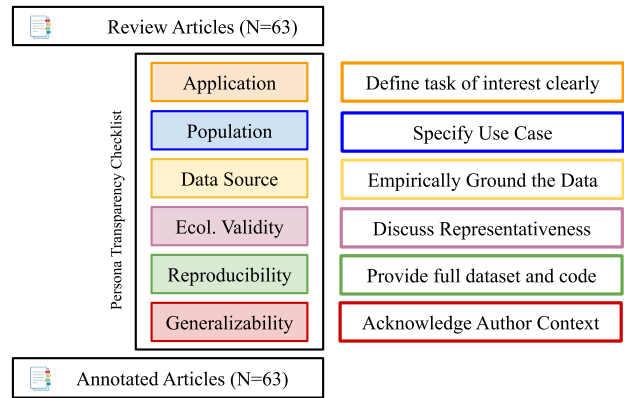 Review Articles (N=63)
Persona Transparency Checklist
Application
Define task of interest clearly
Population
Specify Use Case
Data Source
Empirically Ground the Data
Ecol. Validity
Discuss Representativeness
Reproducibility
Provide full dataset and code
Generalizability
Acknowledge Author Context
Annotated Articles (N=63)